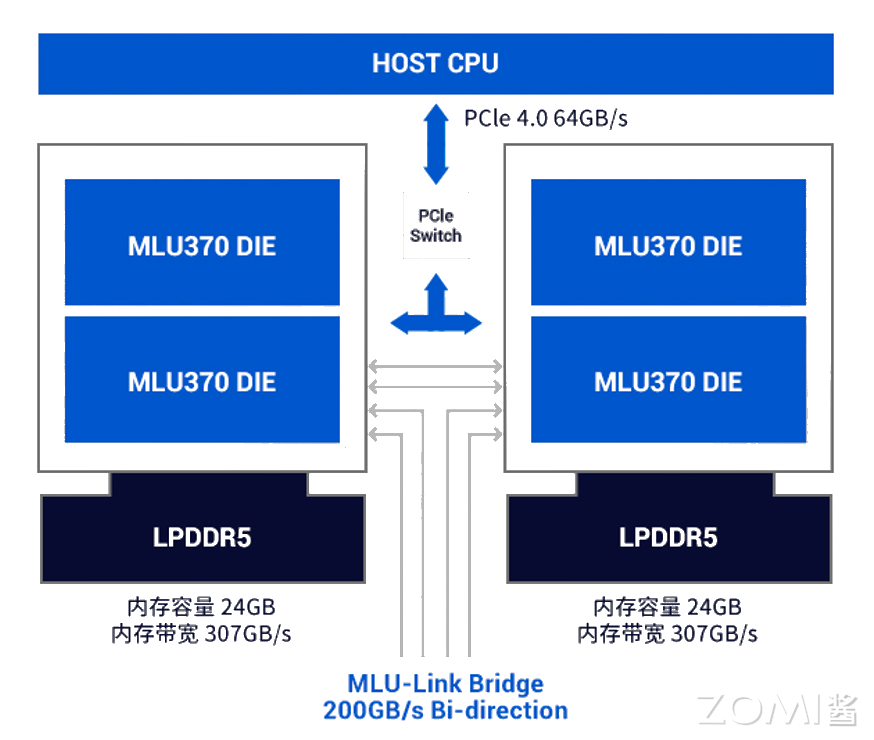 HOST CPU
PCle 4.0 64GB/s
PCle
Switch
MLU370 DIE
MLU370 DIE
MLU370 DIE
MLU370 DIE
LPDDR5
LPDDR5
内存容量 24GB
内存带宽 307GB/s
内存容量 24GB
内存带宽 307GB/s
MLU-Link Bridge
200GB/s Bi-direction
ZOMI酱